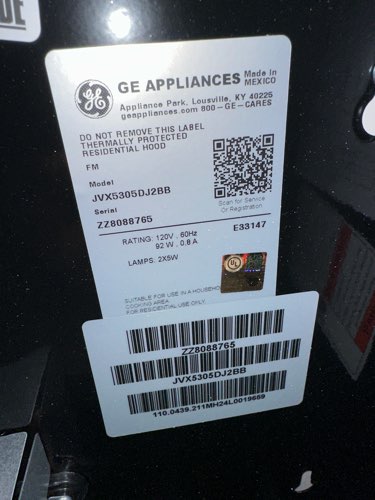 GE APPLIANCES Made in MEXICO
Appliance Park, Lousville, KY 40225
geappliances.com 800-GE-CARES
DO NOT REMOVE THIS LABEL
THERMALLY PROTECTED
RESIDENTIAL HOOD
FM
Model
JVX5305DJ2BB
Serial
ZZ8088765
Scan for Service
Or Registration
RATING: 120V , 60Hz
92 W , 0,8 A
E33147
LAMPS: 2X5W
UL
SUITABLE FOR USE IN A HOUSEHO
COOKING AREA.
FOR RESIDENTIAL USE ONLY.
ZZ8088765
JVX5305DJ2BB
110.0439.211MH24L0019659